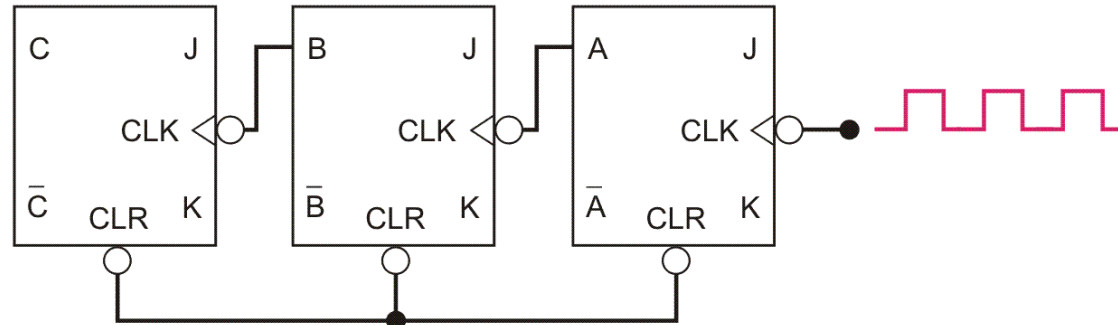 C J B J A J
CLK CLK CLK
C̅ K B̅ K A̅ K
CLR CLR CLR